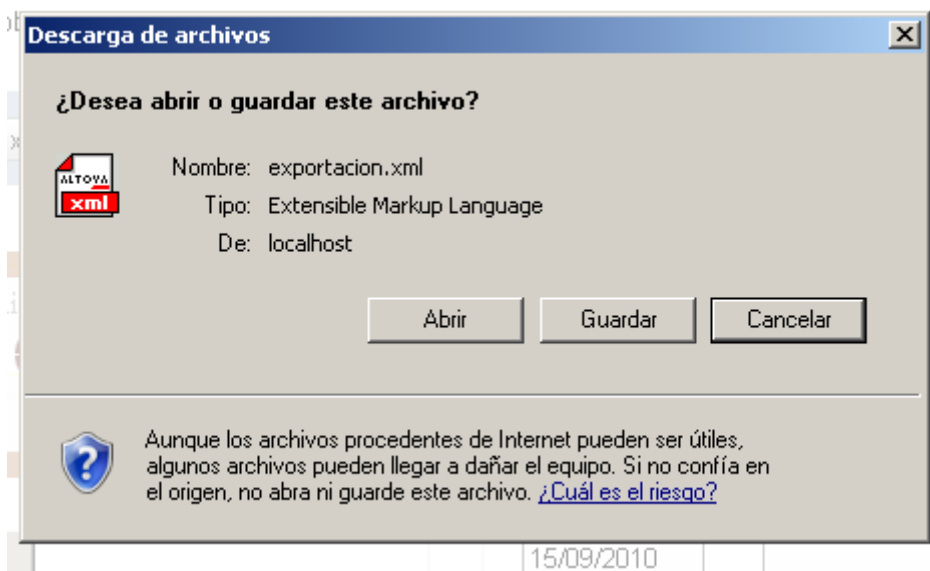 Descarga de archivos
¿Desea abrir o guardar este archivo?
ALTOVA
xml
Nombre: exportacion.xml
Tipo: Extensible Markup Language
De: localhost
Abrir
Guardar
Cancelar
Aunque los archivos procedentes de Internet pueden ser útiles,
algunos archivos pueden llegar a dañar el equipo. Si no confía en
el origen, no abra ni guarde este archivo. ¿Cuál es el riesgo?
15/09/2010